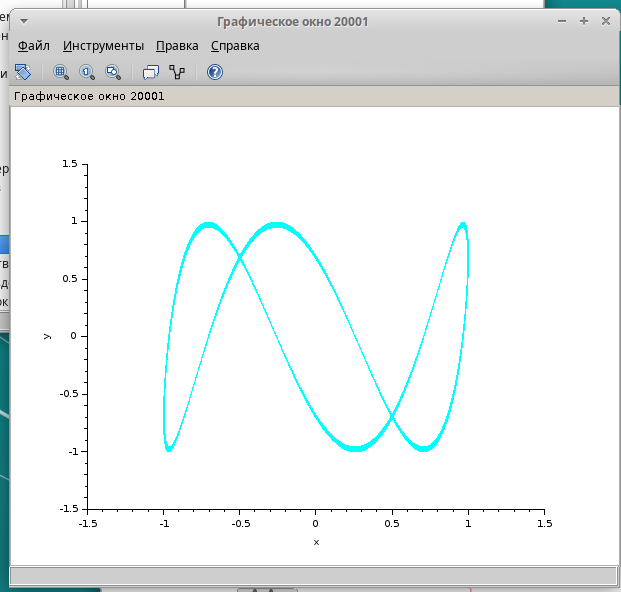 Графическое окно 20001
Файл Инструменты Правка Справка
Графическое окно 20001
1.5
1
0.5
y
0
-0.5
-1
-1.5
-1.5 -1 -0.5 0 0.5 1 1.5
x